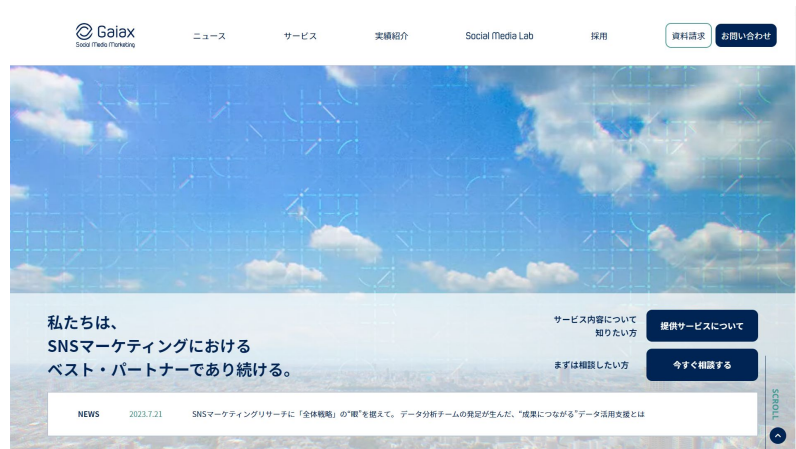 Gaiax
Social Media Marketing
ニュース
サービス
実績紹介
Social Media Lab
採用
資料請求
お問い合わせ
私たちは、
SNSマーケティングにおける
ベスト・パートナーであり続ける。
サービス内容について
知りたい方
提供サービスについて
まずは相談したい方
今すぐ相談する
NEWS
2023.7.21
SNSマーケティングリサーチに「全体戦略」の“眼”を据えて。 データ分析チームの発足が生んだ、“成果につながる”データ活用支援とは
SCROLL